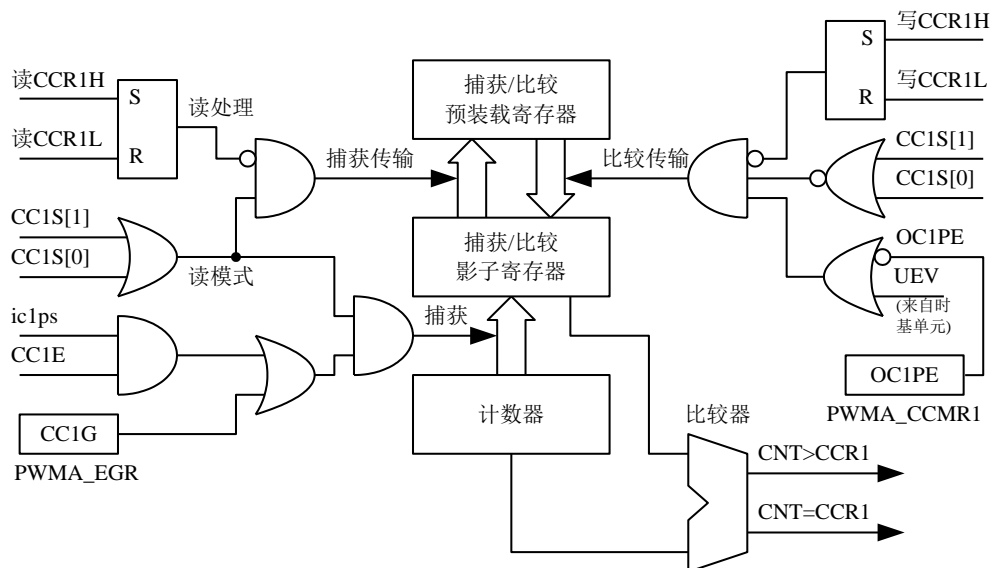 写CCR1H
S
写CCR1L
R
读CCR1H
S
读处理
读CCR1L
R
捕获/比较
预装载寄存器
捕获传输
比较传输
CC1S[1]
CC1S[0]
CC1S[1]
CC1S[0]
读模式
捕获/比较
影子寄存器
OC1PE
UEV
(来自时
基单元)
ic1ps
CC1E
捕获
OC1PE
PWMA_CCMR1
CC1G
PWMA_EGR
计数器
比较器
CNT>CCR1
CNT=CCR1